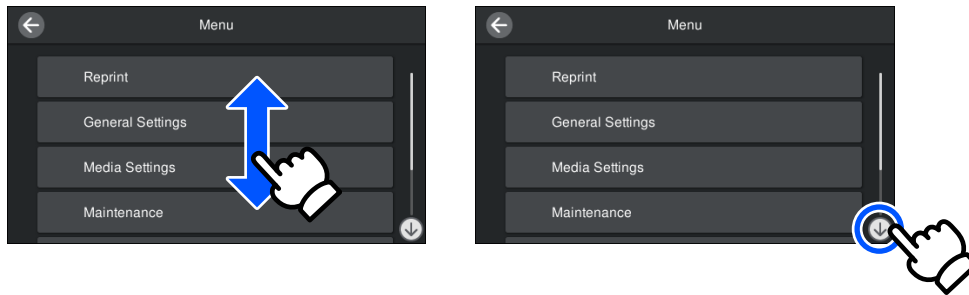 Menu
Reprint
General Settings
Media Settings
Maintenance
Menu
Reprint
General Settings
Media Settings
Maintenance